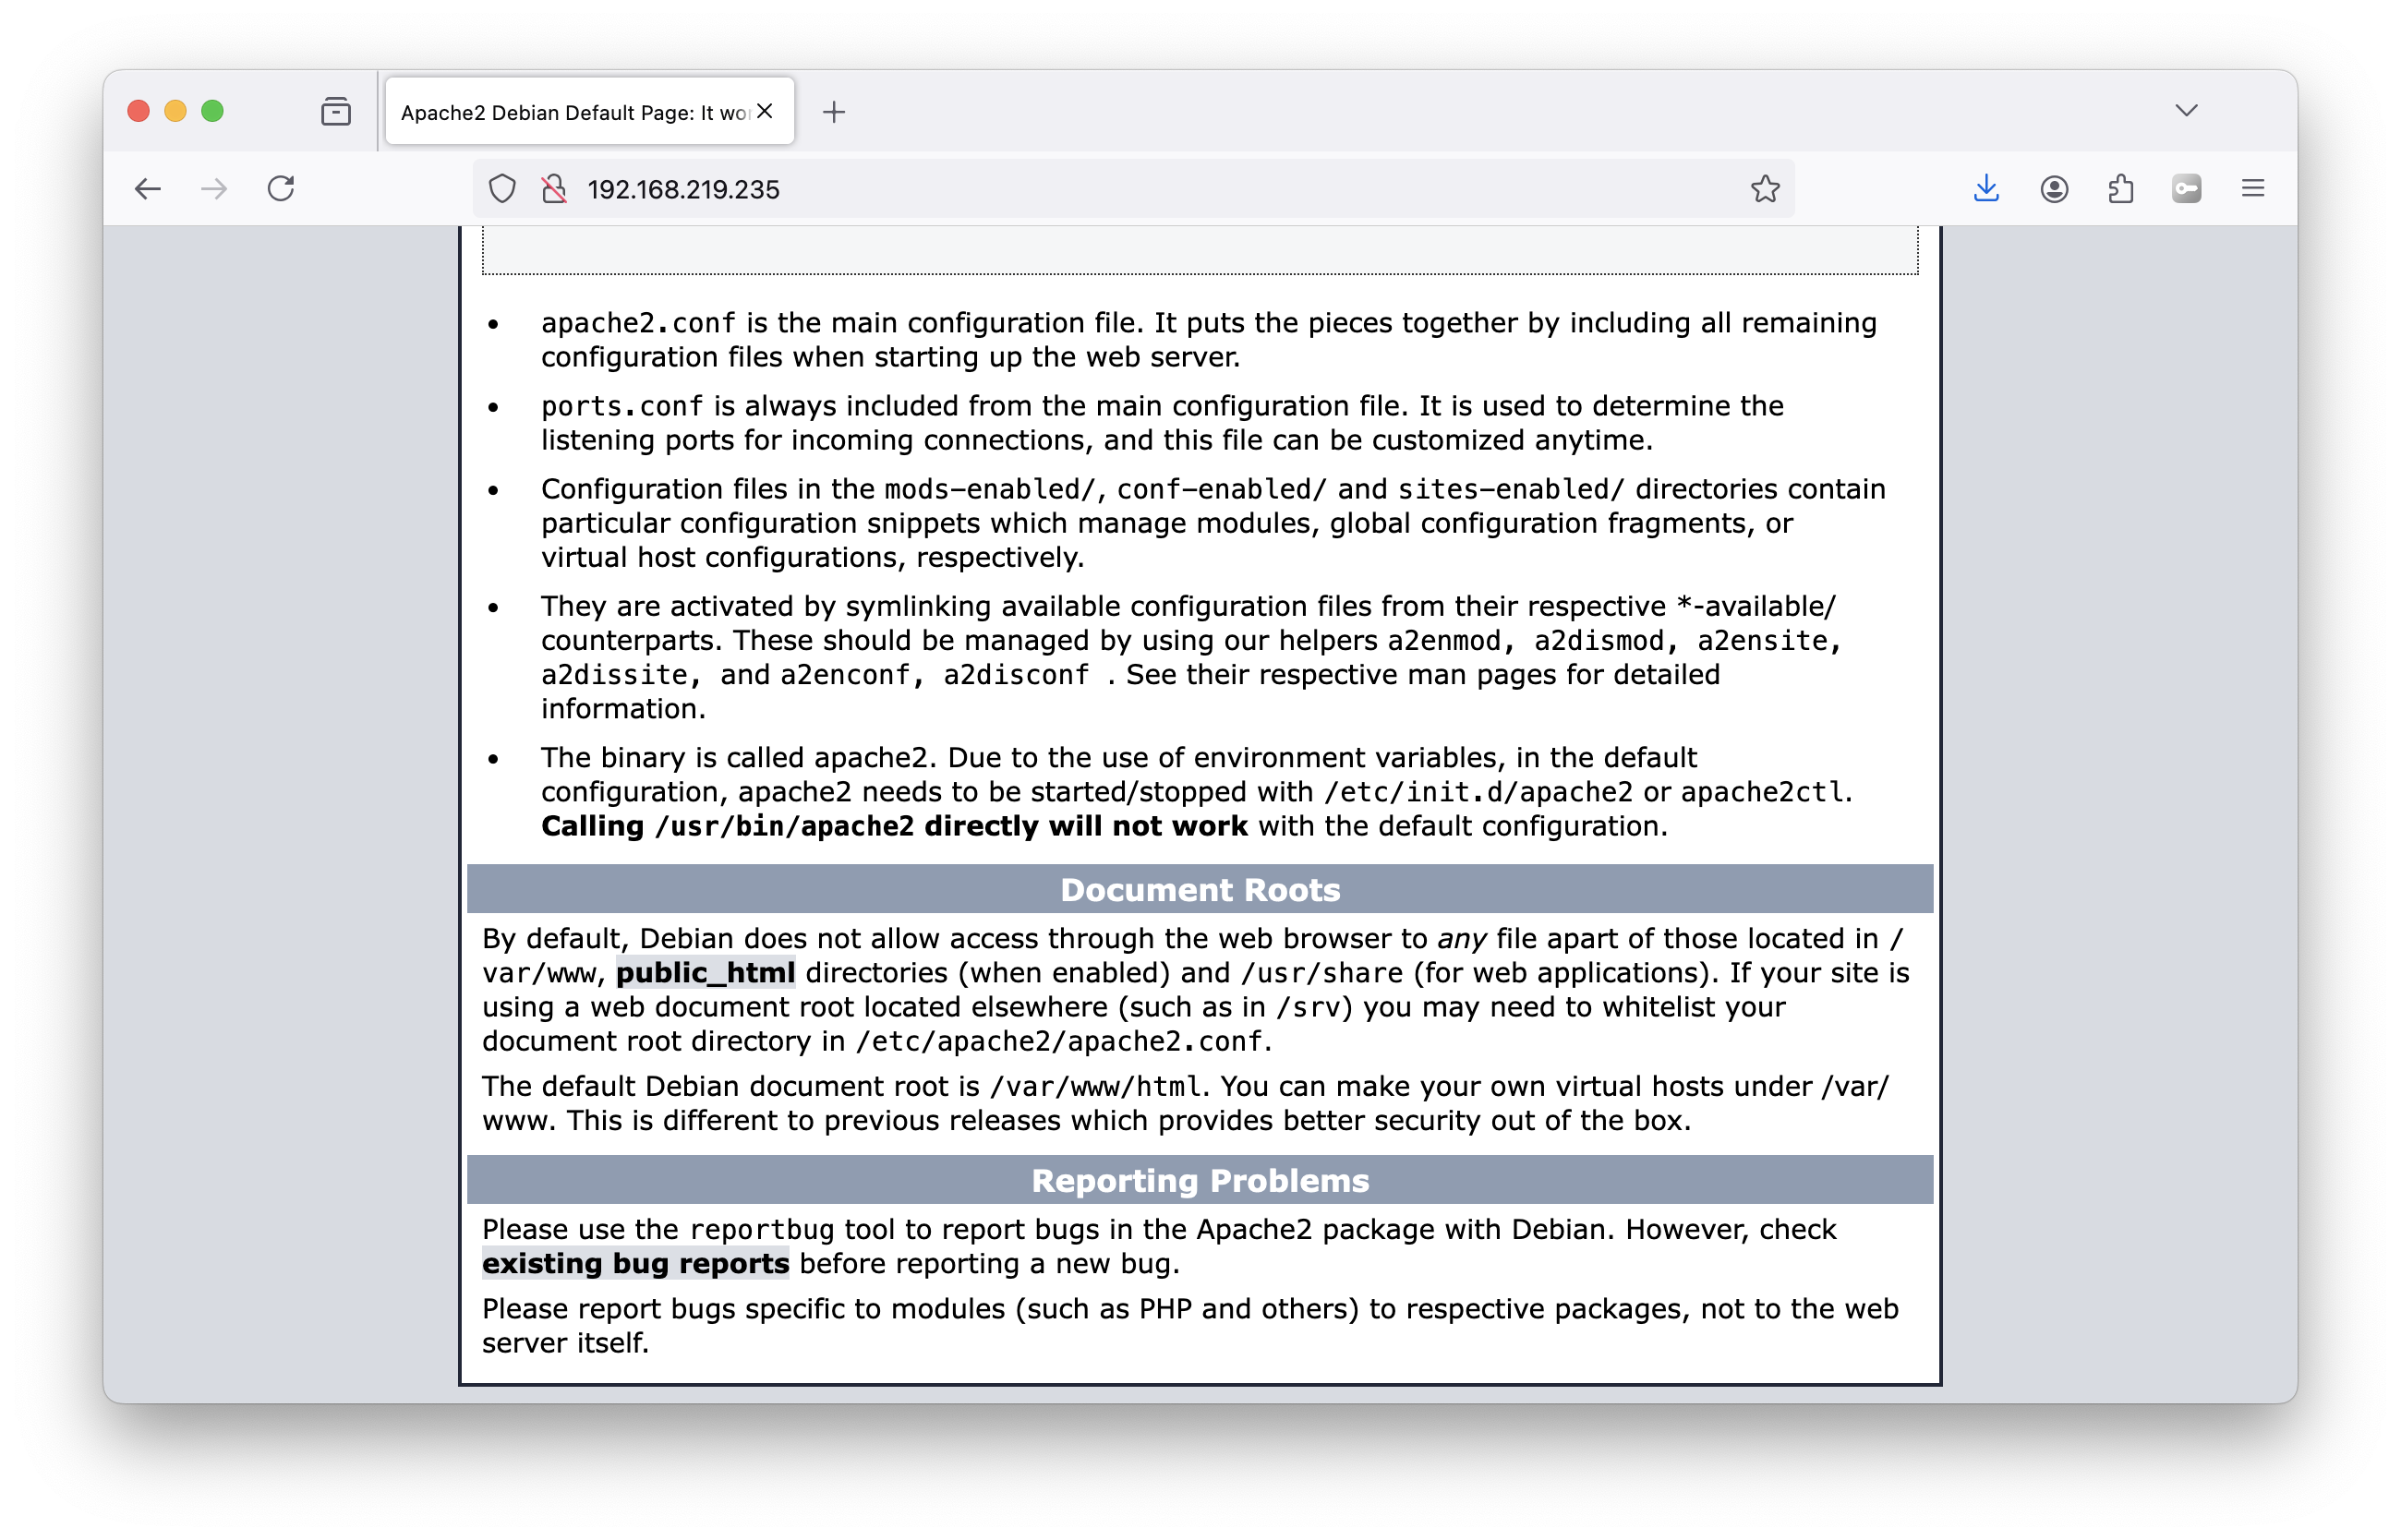 Apache2 Debian Default Page: It wor
192.168.219.235
apache2.conf is the main configuration file. It puts the pieces together by including all remaining
configuration files when starting up the web server.
ports.conf is always included from the main configuration file. It is used to determine the
listening ports for incoming connections, and this file can be customized anytime.
Configuration files in the mods-enabled/, conf-enabled/ and sites-enabled/ directories contain
particular configuration snippets which manage modules, global configuration fragments, or
virtual host configurations, respectively.
They are activated by symlinking available configuration files from their respective *-available/
counterparts. These should be managed by using our helpers a2enmod, a2dismod, a2ensite,
a2dissite, and a2enconf, a2disconf . See their respective man pages for detailed
information.
The binary is called apache2. Due to the use of environment variables, in the default
configuration, apache2 needs to be started/stopped with /etc/init.d/apache2 or apache2ctl.
Calling /usr/bin/apache2 directly will not work with the default configuration.
Document Roots
By default, Debian does not allow access through the web browser to any file apart of those located in /
var/www, public_html directories (when enabled) and /usr/share (for web applications). If your site is
using a web document root located elsewhere (such as in /srv) you may need to whitelist your
document root directory in /etc/apache2/apache2.conf.
The default Debian document root is /var/www/html. You can make your own virtual hosts under /var/
www. This is different to previous releases which provides better security out of the box.
Reporting Problems
Please use the reportbug tool to report bugs in the Apache2 package with Debian. However, check
existing bug reports before reporting a new bug.
Please report bugs specific to modules (such as PHP and others) to respective packages, not to the web
server itself.